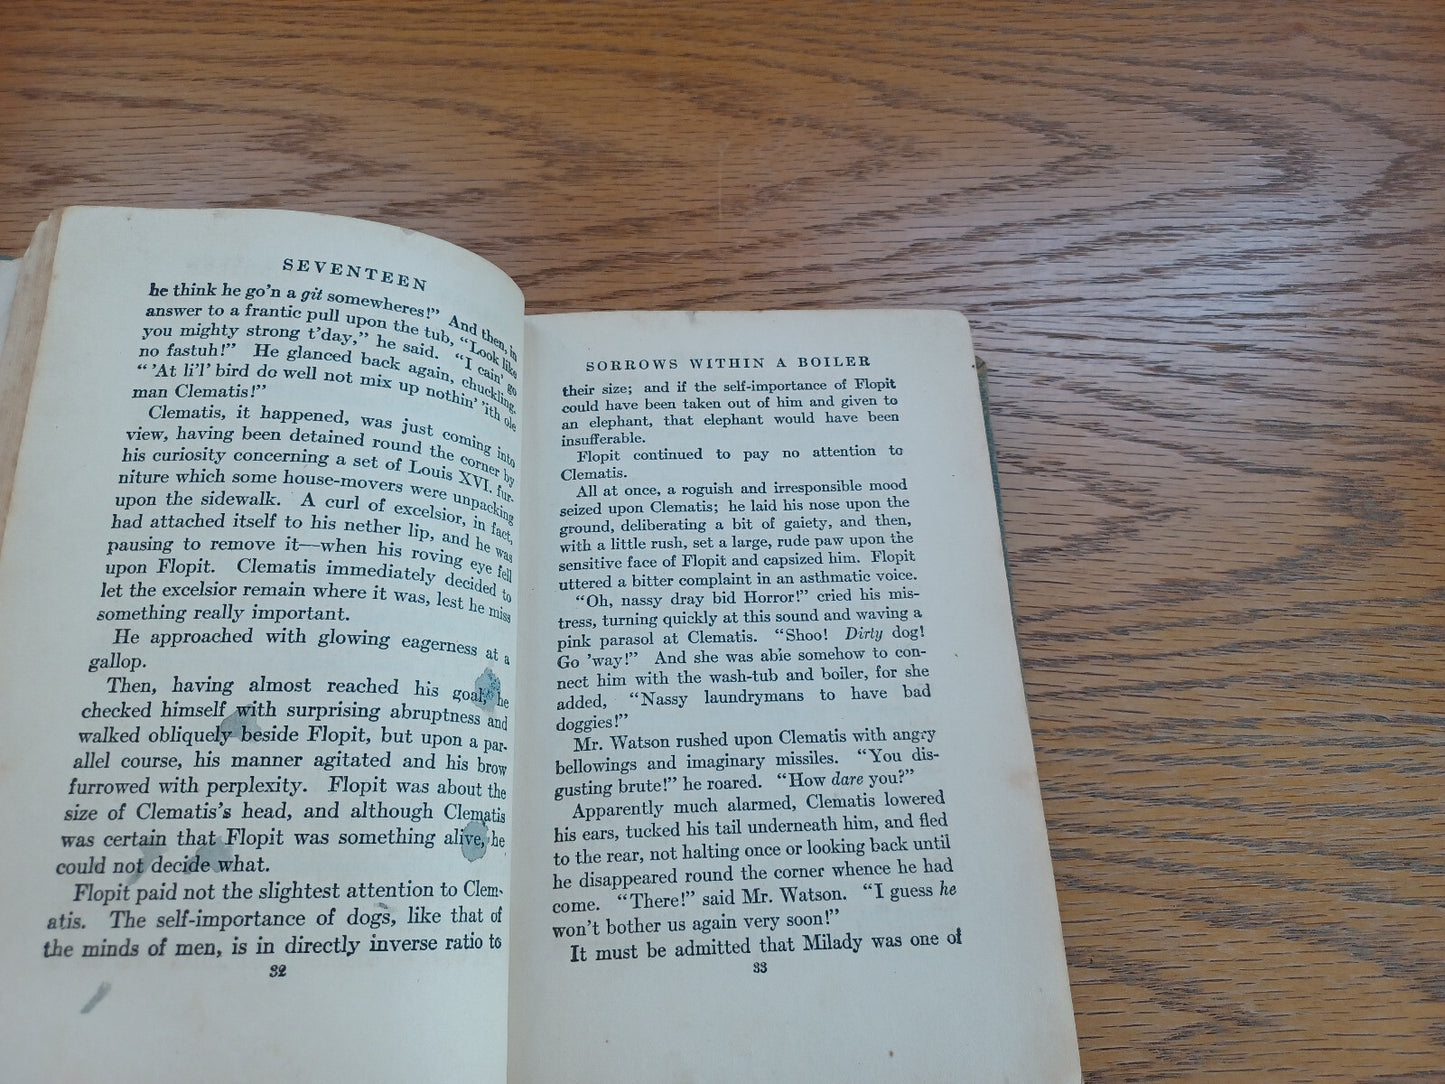 SEVENTEEN
he think he go'n a git somewheres!" And then, in
answer to a frantic pull upon the tub, "Look like
you mighty strong t'day," he said. "I cain' go
no fastuh!" He glanced back again, chuckling.
"'At li'l' bird do well not mix up nothin' 'ith ole
man Clematis!"
Clematis, it happened, was just coming into
view, having been detained round the corner by
his curiosity concerning a set of Louis XVI. fur-
niture which some house-movers were unpacking
upon the sidewalk. A curl of excelsior, in fact,
had attached itself to his nether lip, and he was
pausing to remove it—when his roving eye fell
upon Flopit. Clematis immediately decided to
let the excelsior remain where it was, lest he miss
something really important.
He approached with glowing eagerness at a
gallop.
Then, having almost reached his goal, he
checked himself with surprising abruptness and
walked obliquely beside Flopit, but upon a par-
allel course, his manner agitated and his brow
furrowed with perplexity. Flopit was about the
size of Clematis's head, and although Clematis
was certain that Flopit was something alive, he
could not decide what.
Flopit paid not the slightest attention to Clem-
atis. The self-importance of dogs, like that of
the minds of men, is in directly inverse ratio to
32
SORROWS WITHIN A BOILER
their size; and if the self-importance of Flopit
could have been taken out of him and given to
an elephant, that elephant would have been
insufferable.
Flopit continued to pay no attention to
Clematis.
All at once, a roguish and irresponsible mood
seized upon Clematis; he laid his nose upon the
ground, deliberating a bit of gaiety, and then,
with a little rush, set a large, rude paw upon the
sensitive face of Flopit and capsized him. Flopit
uttered a bitter complaint in an asthmatic voice.
"Oh, nassy dray bid Horror!" cried his mis-
tress, turning quickly at this sound and waving a
pink parasol at Clematis. "Shoo! Dirty dog!
Go 'way!" And she was able somehow to con-
nect him with the wash-tub and boiler, for she
added, "Nassy laundrymans to have bad
doggies!"
Mr. Watson rushed upon Clematis with angry
bellowings and imaginary missiles. "You dis-
gusting brute!" he roared. "How dare you?"
Apparently much alarmed, Clematis lowered
his ears, tucked his tail underneath him, and fled
to the rear, not halting once or looking back until
he disappeared round the corner whence he had
come. "There!" said Mr. Watson. "I guess he
won't bother us again very soon!"
It must be admitted that Milady was one of
33